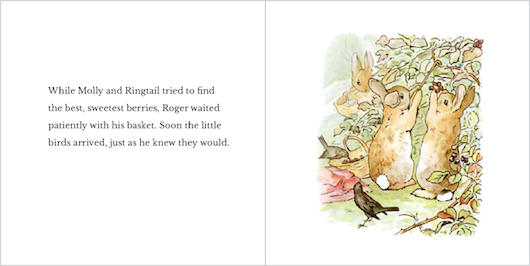 While Molly and Ringtail tried to find
the best, sweetest berries, Roger waited
patiently with his basket. Soon the little
birds arrived, just as he knew they would.